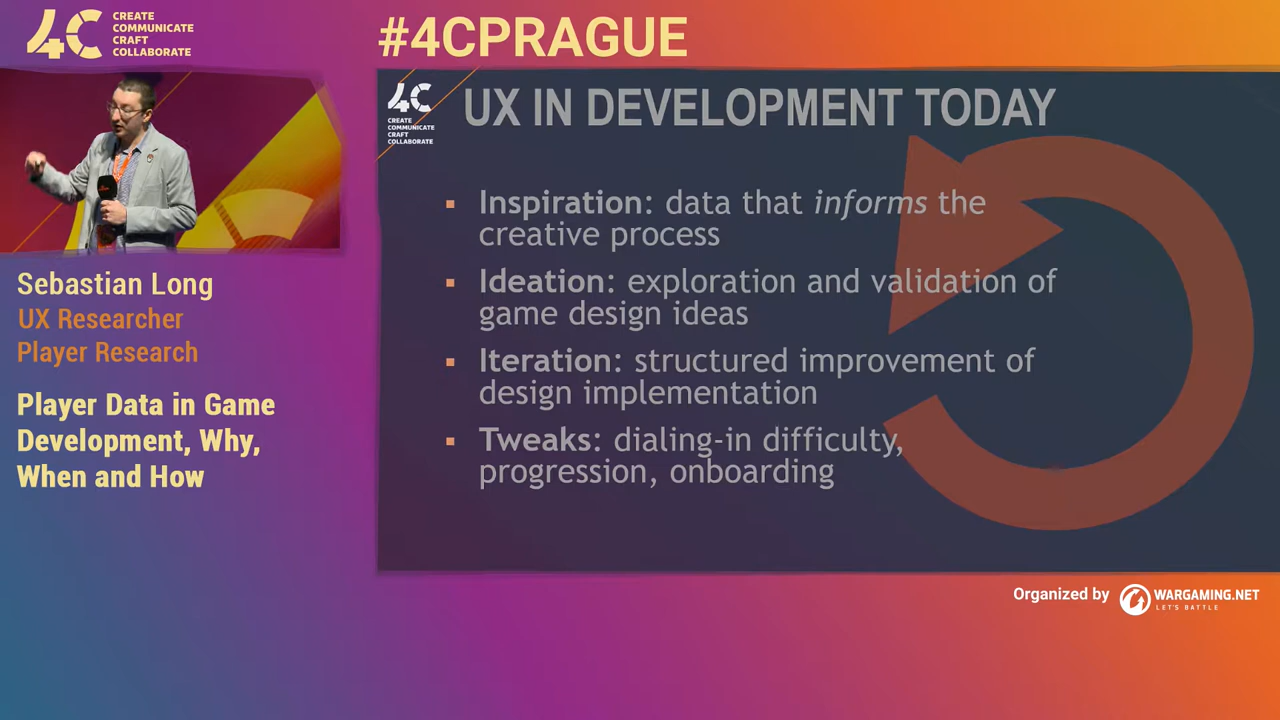 4C CREATE
COMMUNICATE
CRAFT
COLLABORATE
#4CPRAGUE
Sebastian Long
UX Researcher
Player Research
Player Data in Game
Development, Why,
When and How
4C
CREATE
COMMUNICATE
CRAFT
COLLABORATE
UX IN DEVELOPMENT TODAY
▪ Inspiration: data that informs the
creative process
▪ Ideation: exploration and validation of
game design ideas
▪ Iteration: structured improvement of
design implementation
▪ Tweaks: dialing-in difficulty,
progression, onboarding
Organized by
WARGAMING.NET
LET'S BATTLE